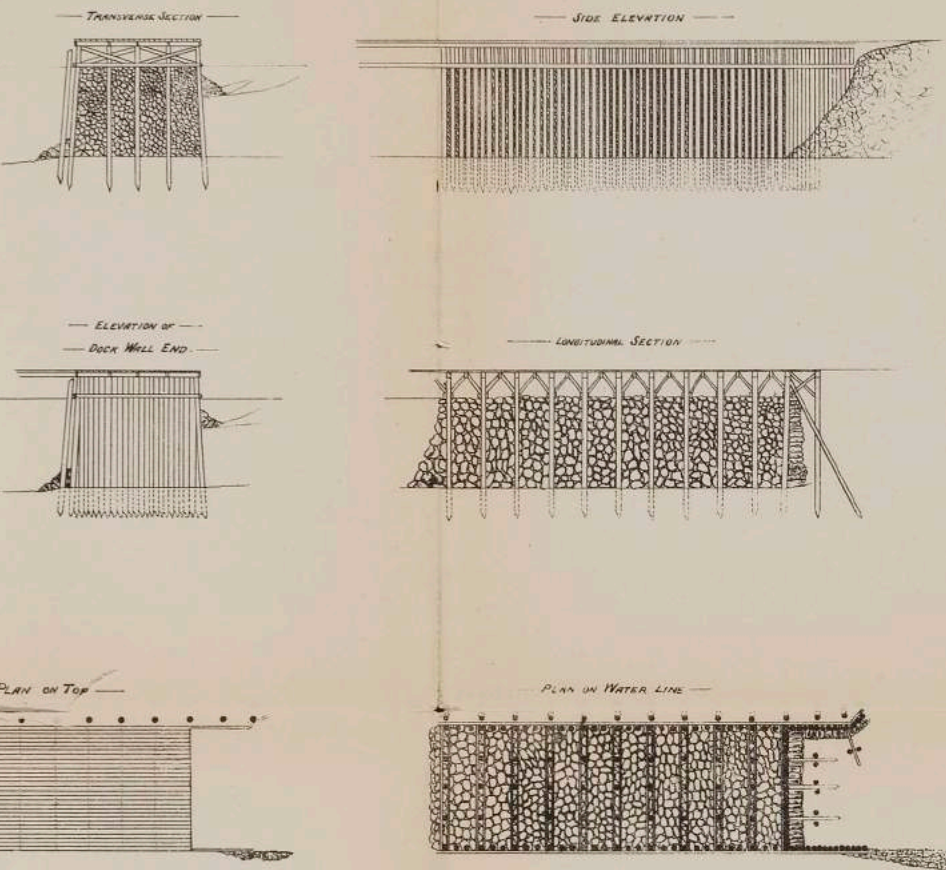 TRANSVERSE SECTION
SIDE ELEVATION
ELEVATION OF
DOCK WALL END.
LONGITUDINAL SECTION
PLAN ON TOP
PLAN ON WATER LINE